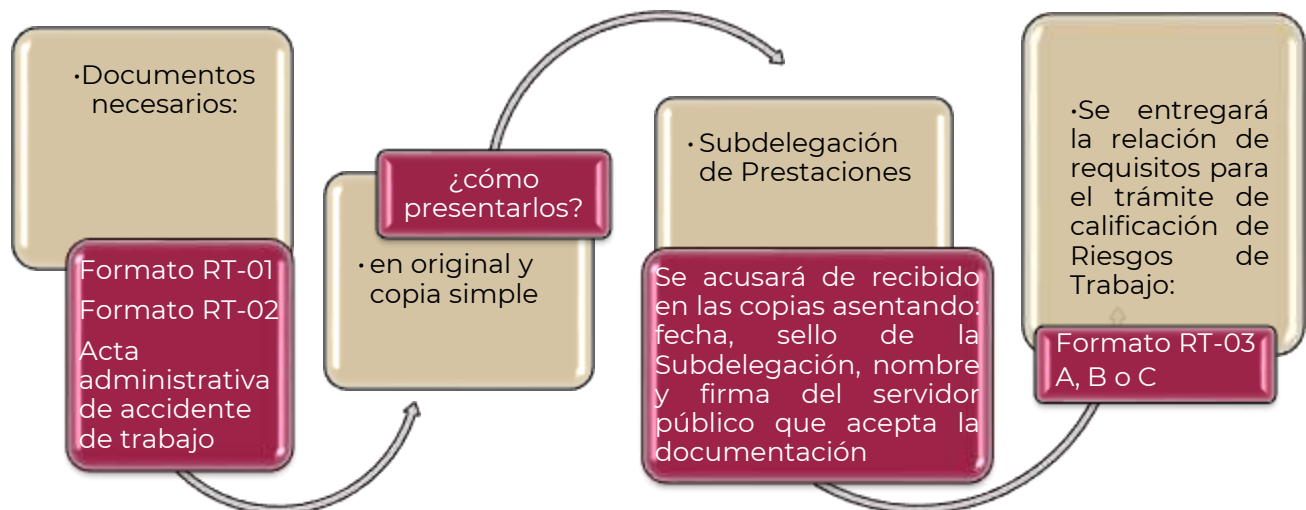 ·Documentos
necesarios:
Formato RT-01
Formato RT-02
Acta
administrativa
de accidente
de trabajo
¿cómo
presentarlos?
·en original y
copia simple
·Subdelegación
de Prestaciones
Se acusará de recibido
en las copias asentando:
fecha, sello de la
Subdelegación, nombre
y firma del servidor
público que acepta la
documentación
·Se entregará
la relación de
requisitos para
el trámite de
calificación de
Riesgos de
Trabajo:
Formato RT-03
A, B o C